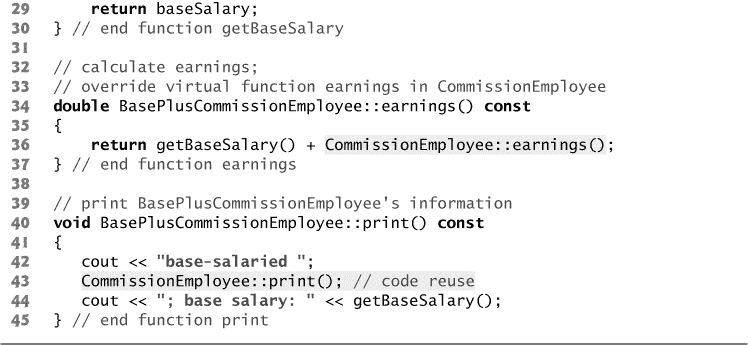 29 return baseSalary;
30 } // end function getBaseSalary
31
32 // calculate earnings;
33 // override virtual function earnings in CommissionEmployee
34 double BasePlusCommissionEmployee::earnings() const
35 {
36 return getBaseSalary() + CommissionEmployee::earnings();
37 } // end function earnings
38
39 // print BasePlusCommissionEmployee's information
40 void BasePlusCommissionEmployee::print() const
41 {
42 cout << "base-salaried ";
43 CommissionEmployee::print(); // code reuse
44 cout << "; base salary: " << getBaseSalary();
45 } // end function print